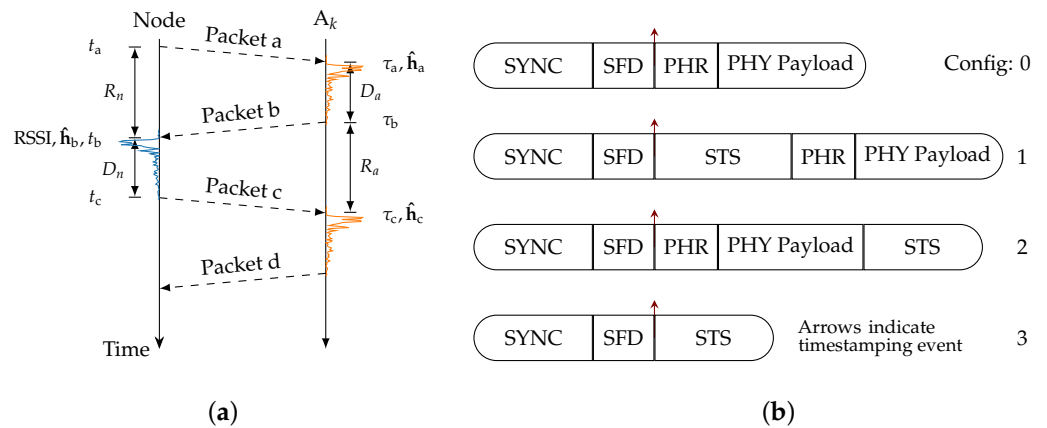 Node
A_k
t_a
Packet a
τ_a, ĥ_a
R_n
D_a
Packet b
τ_b
RSSI, ĥ_b, t_b
D_n
R_a
t_c
Packet c
τ_c, ĥ_c
Packet d
Time
(a)
SYNC SFD PHR PHY Payload Config: 0
SYNC SFD STS PHR PHY Payload 1
SYNC SFD PHR PHY Payload STS 2
SYNC SFD STS Arrows indicate
timestamping event 3
(b)